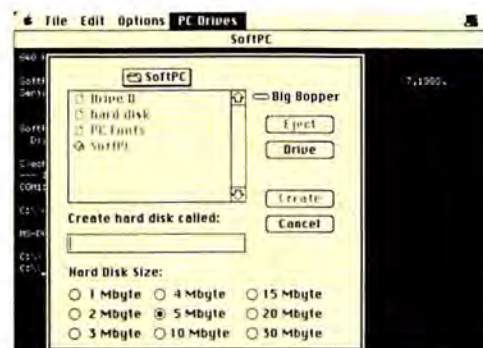 File Edit Options PC Drives
SoftPC
SoftPC
Drive D
hard disk
PC Fonts
SoftPC
Big Bopper
Eject
Drive
Create
Cancel
Create hard disk called:
Hard Disk Size:
1 Mbyte 4 Mbyte 15 Mbyte
2 Mbyte 5 Mbyte 20 Mbyte
3 Mbyte 10 Mbyte 30 Mbyte